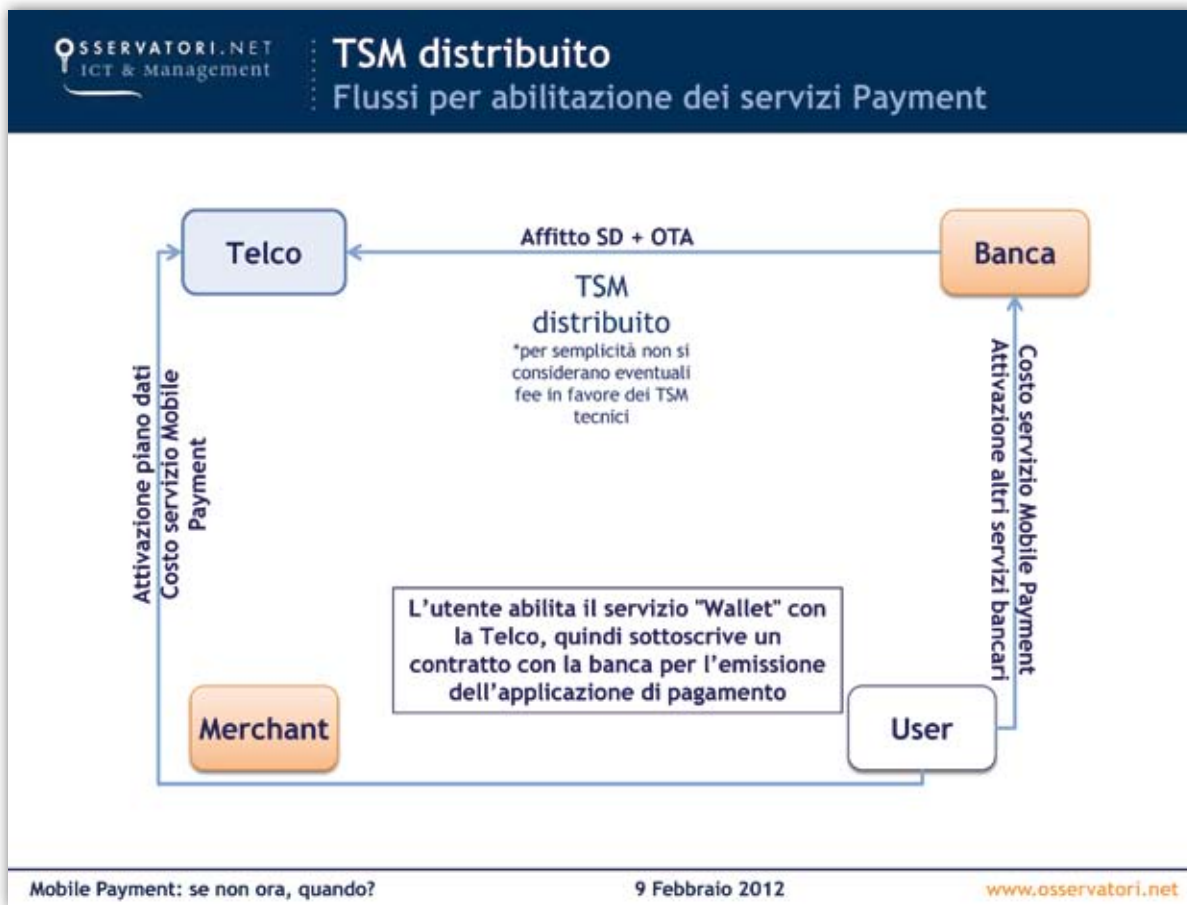 OSSERVATORI.NET
ICT & Management
TSM distribuito
Flussi per abilitazione dei servizi Payment
Telco
Affitto SD + OTA
Banca
TSM
distribuito
*per semplicità non si
considerano eventuali
fee in favore dei TSM
tecnici
Attivazione piano dati
Costo servizio Mobile
Payment
Costo servizio Mobile Payment
Attivazione altri servizi bancari
L'utente abilita il servizio "Wallet" con
la Telco, quindi sottoscrive un
contratto con la banca per l'emissione
dell'applicazione di pagamento
Merchant
User
Mobile Payment: se non ora, quando?
9 Febbraio 2012
www.osservatori.net